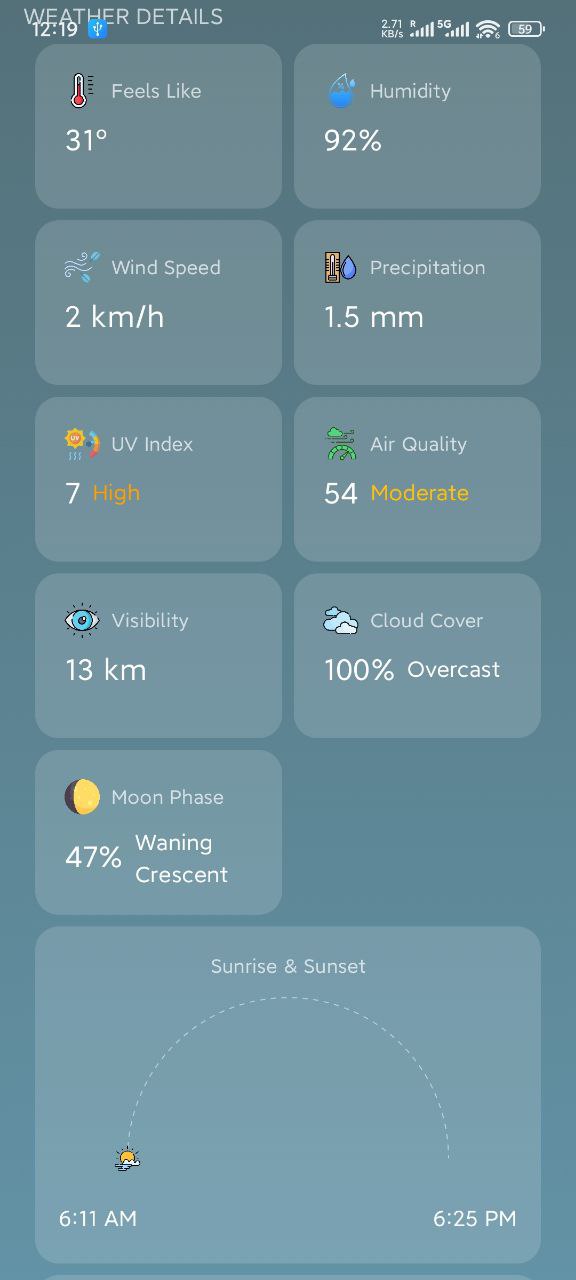 WEATHER DETAILS
12:19
2.71
KB/s
R
5G
6
59
Feels Like
31°
Humidity
92%
Wind Speed
2 km/h
Precipitation
1.5 mm
UV
UV Index
7 High
Air Quality
54 Moderate
Visibility
13 km
Cloud Cover
100% Overcast
Moon Phase
47% Waning
Crescent
Sunrise & Sunset
6:11 AM
6:25 PM